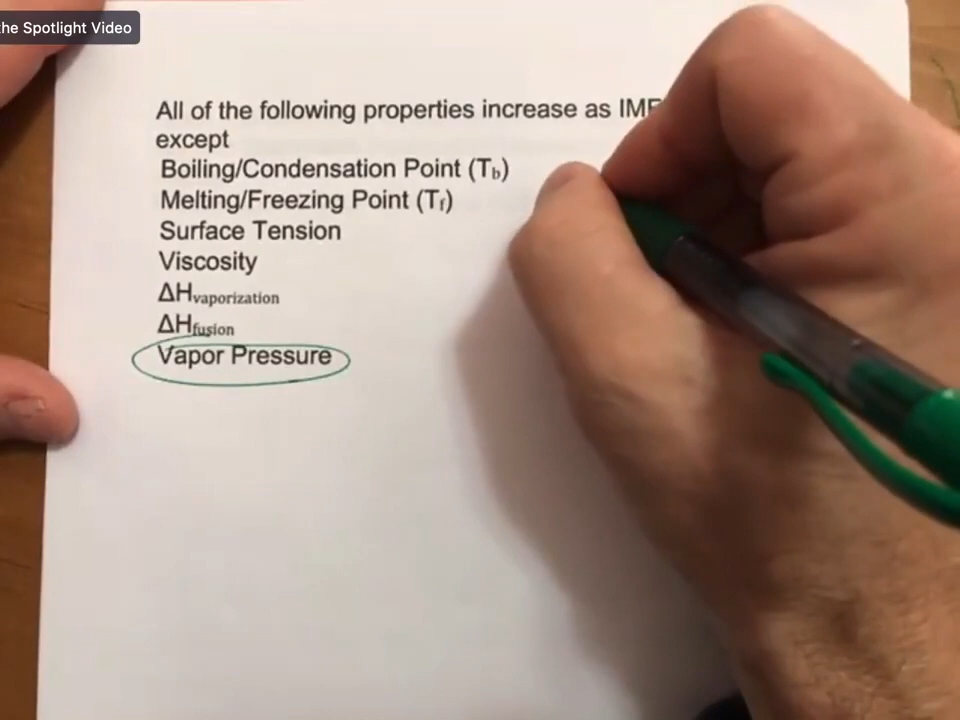 the Spotlight Video
All of the following properties increase as IMF
except
Boiling/Condensation Point (Tb)
Melting/Freezing Point (Tf)
Surface Tension
Viscosity
ΔHvaporization
ΔHfusion
Vapor Pressure